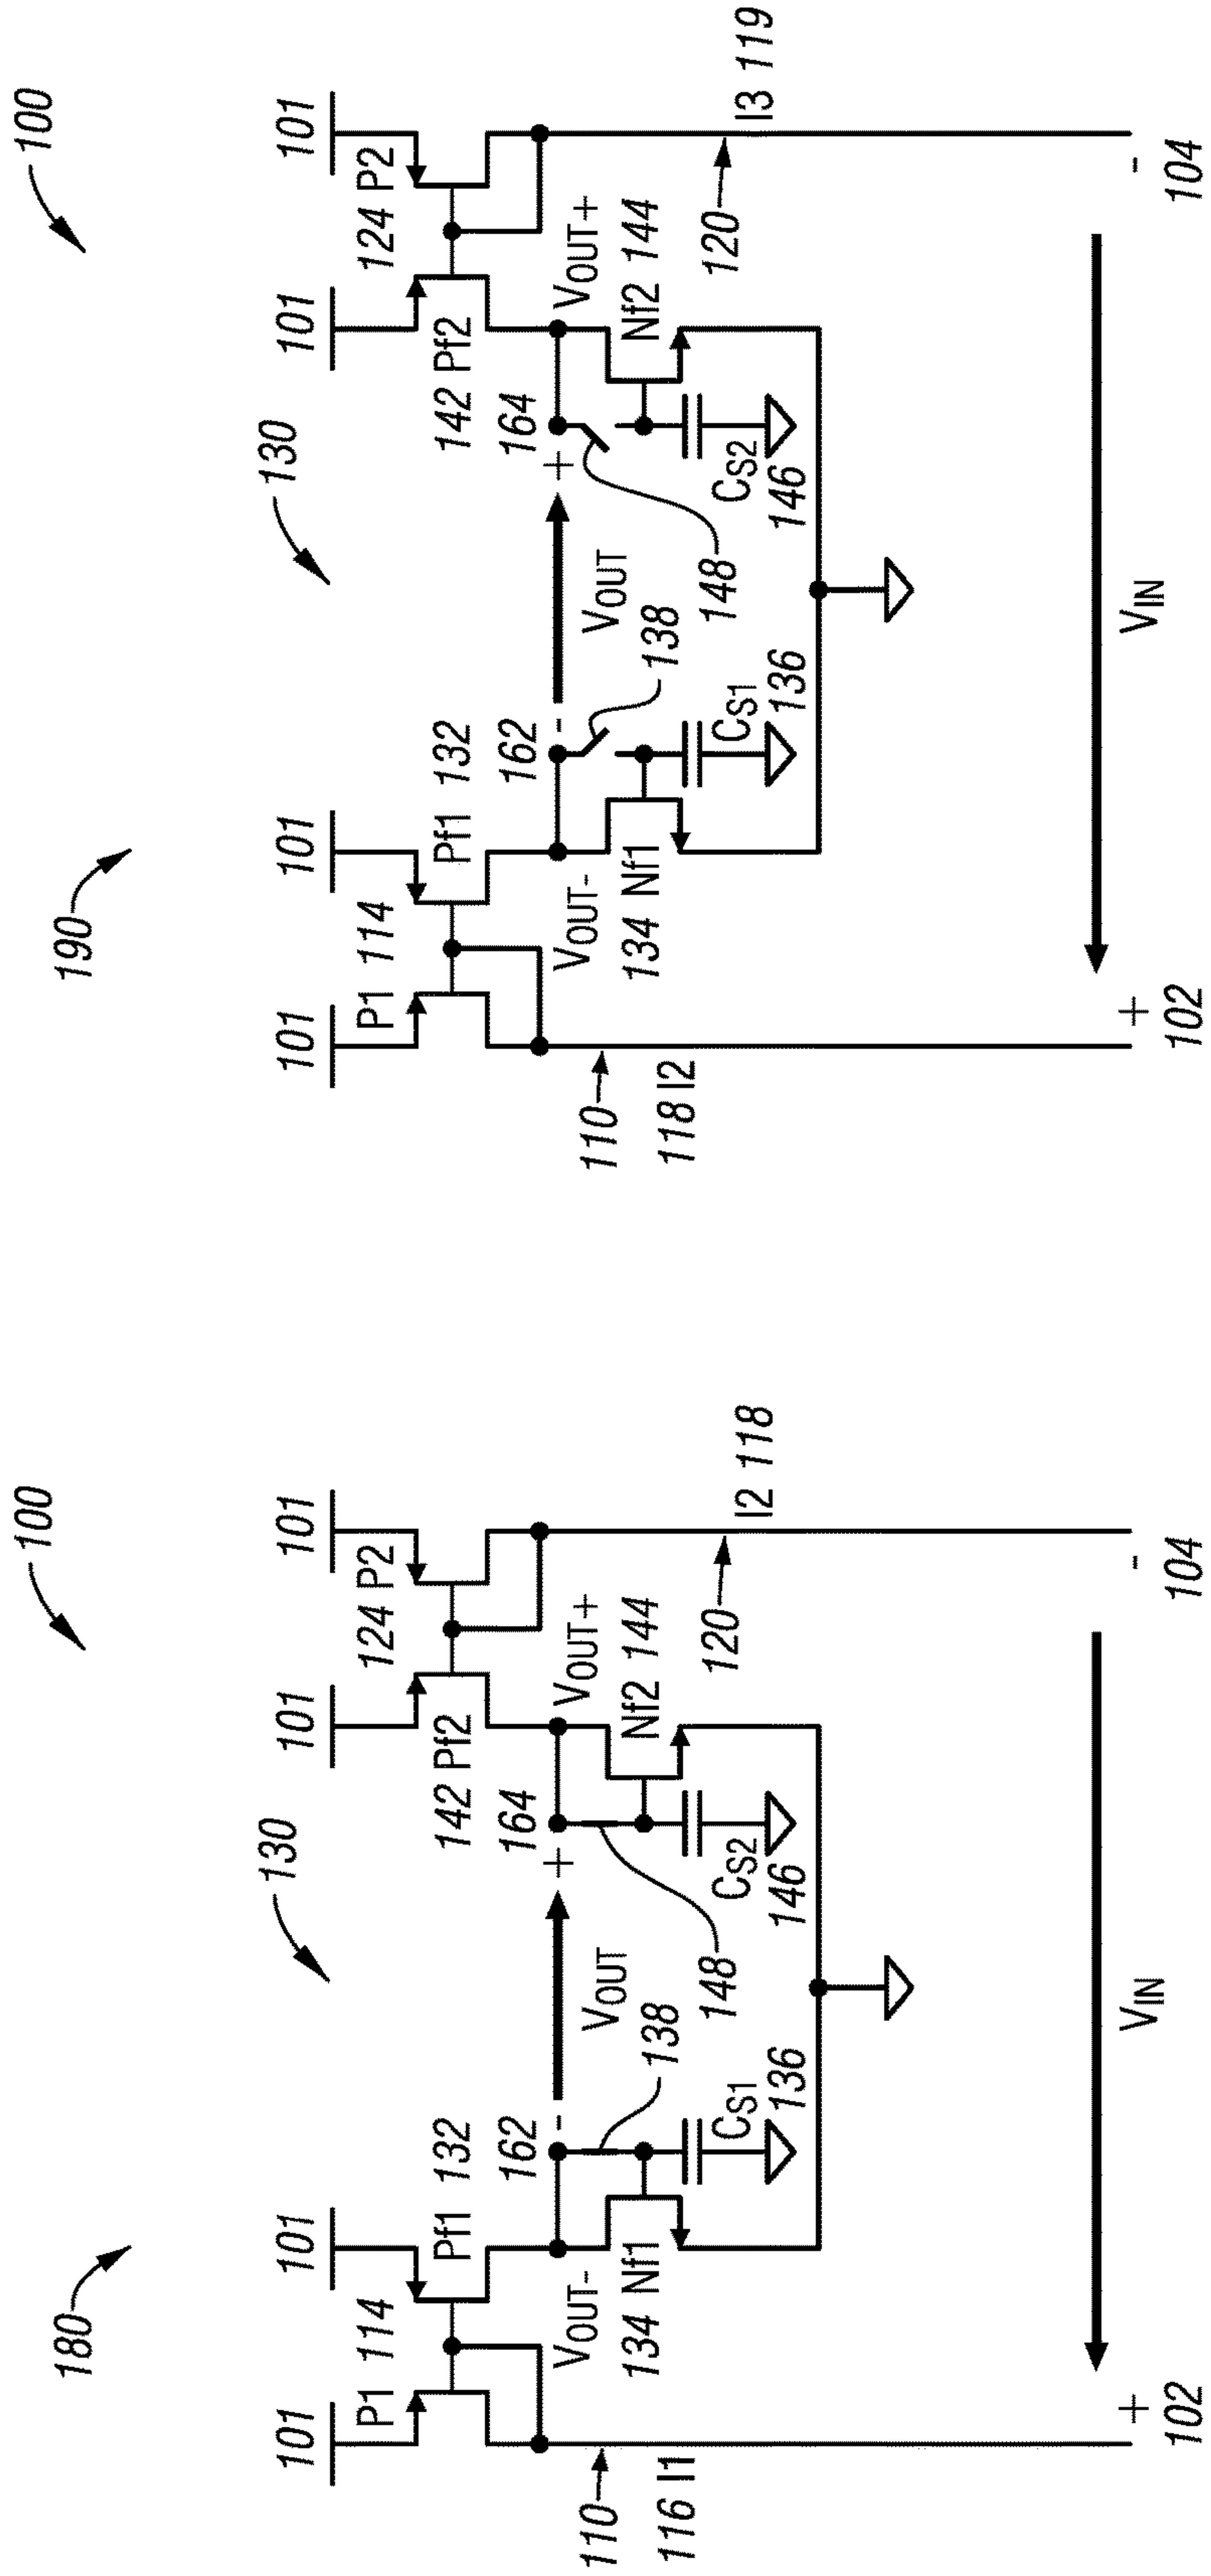 180
100
130
101
101
101
101
P1 114
124 P2
Pf1 132
142 Pf2
162
164
-
+
VOUT-
VOUT
VOUT+
134 Nf1
Nf2 144
138
148
CS1
136
CS2
146
110
116 I1
120
I2 118
+
VIN
-
102
104
190
100
130
101
101
101
101
P1 114
124 P2
Pf1 132
142 Pf2
162
164
-
+
VOUT-
VOUT
VOUT+
134 Nf1
Nf2 144
138
148
CS1
136
CS2
146
110
118 I2
120
I3 119
+
VIN
-
102
104